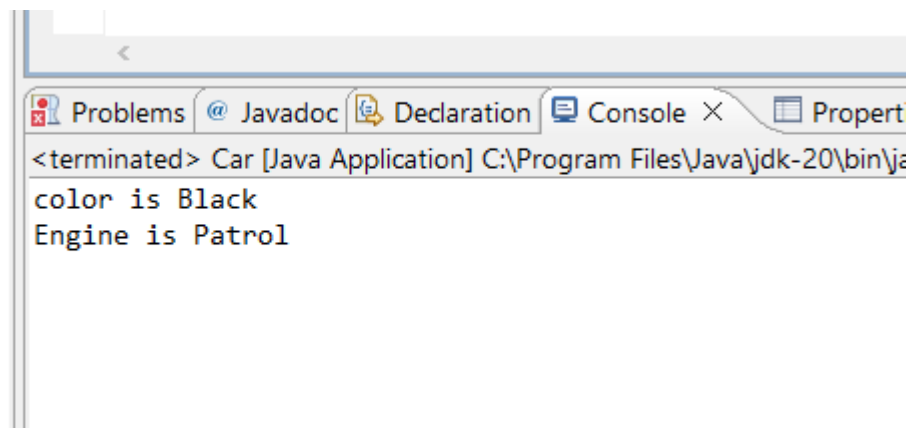 Problems @ Javadoc Declaration Console Propert
<terminated> Car [Java Application] C:\Program Files\Java\jdk-20\bin\ja
color is Black
Engine is Patrol